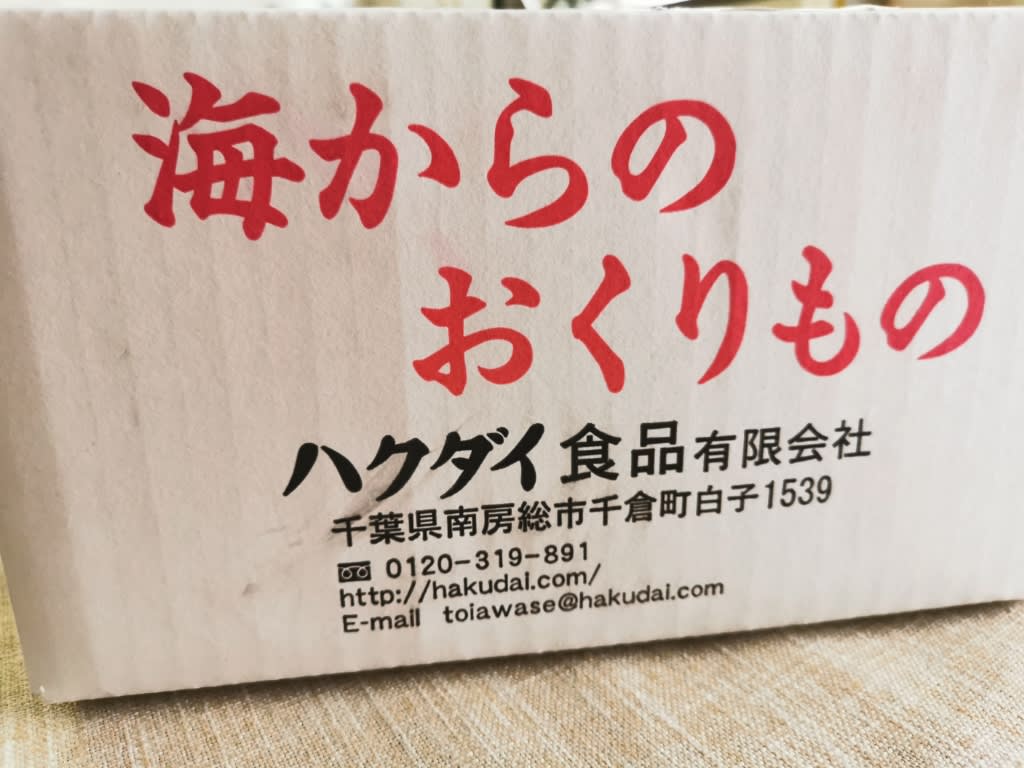 海からの
おくりもの
ハクダイ食品有限会社
千葉県南房総市千倉町白子1539
0120-319-891
http://hakudai.com/
E-mail toiawase@hakudai.com